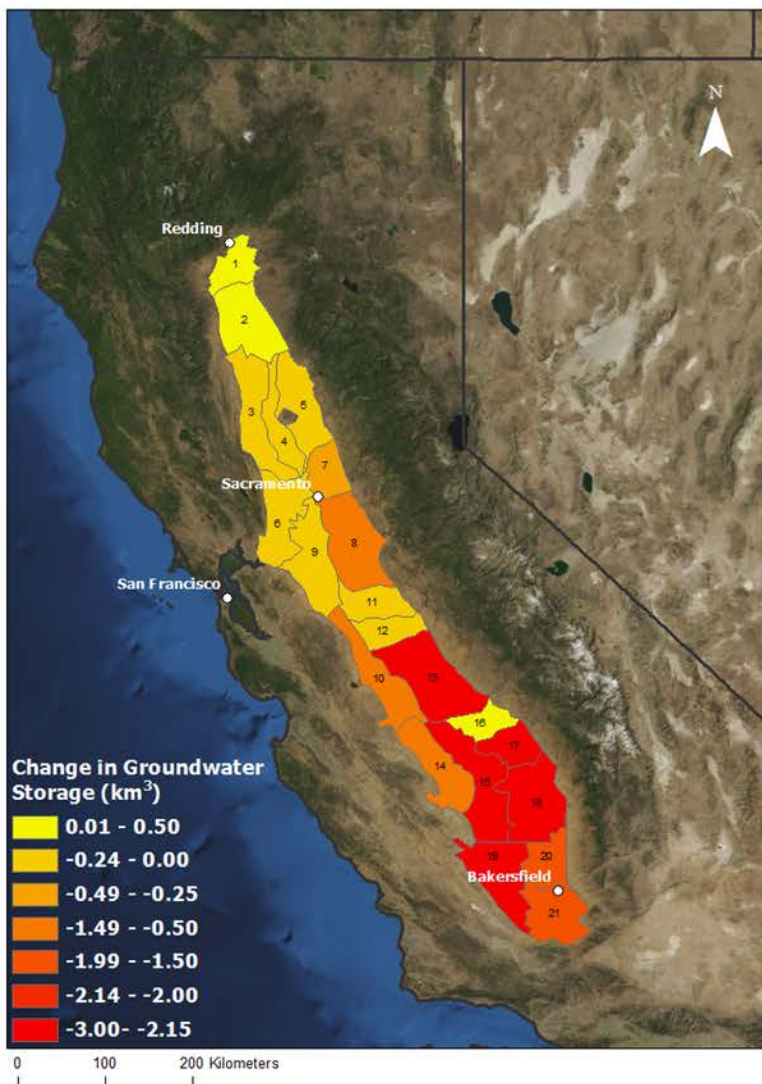 N
Redding
1
2
3
5
4
7
Sacramento
6
8
9
San Francisco
11
12
10
13
16
17
14
15
18
19
20
Bakersfield
21
Change in Groundwater
Storage (km³)
0.01 - 0.50
-0.24 - 0.00
-0.49 - -0.25
-1.49 - -0.50
-1.99 - -1.50
-2.14 - -2.00
-3.00- -2.15
0 100 200 Kilometers